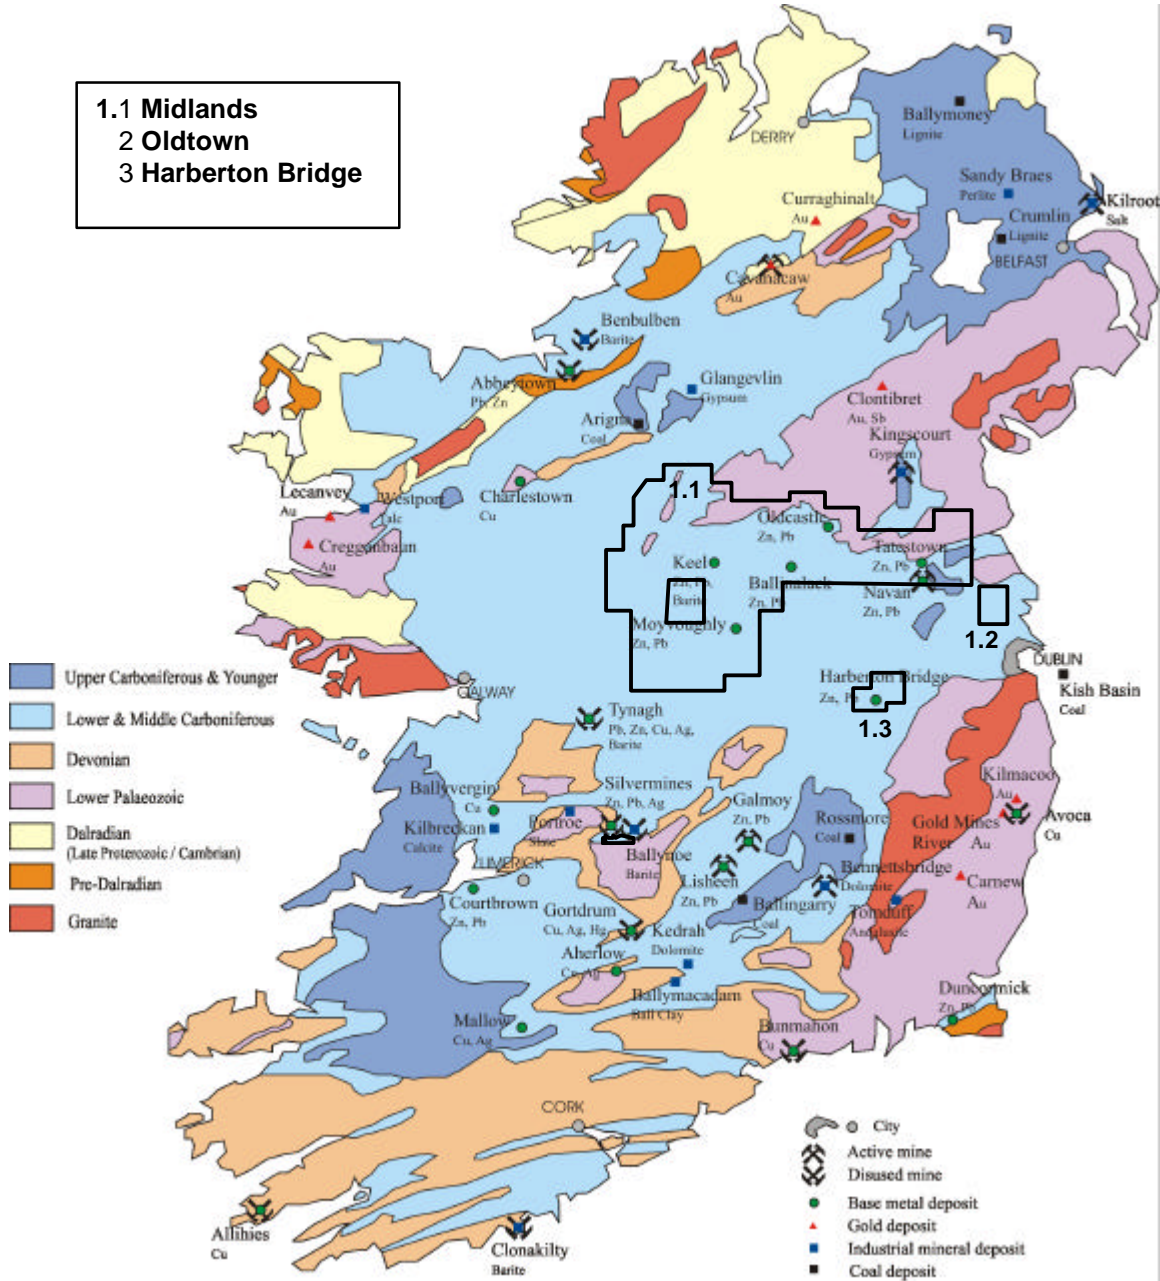 1.1 Midlands
2 Oldtown
3 Harberton Bridge
Ballymoney
Lignite
DERRY
Sandy Braes
Perlite
Kilroot
Salt
Curraghinalt
Au
Crumlin
Lignite
BELFAST
Cavanacaw
Au
Benbulben
Barite
Abbeytown
Pb, Zn
Glangevlin
Gypsum
Clontibret
Au, Sb
Arigna
Coal
Kingscourt
Gypsum
Lecanvey
Au
Westport
Talc
Charlestown
Cu
1.1
Oldcastle
Zn, Pb
Cregganbaun
Au
Keel
Zn, Pb,
Barite
Ballinalack
Zn, Pb
Tatestown
Zn, Pb
Navan
Zn, Pb
Moyvoughly
Zn, Pb
1.2
DUBLIN
Kish Basin
Coal
Harberton Bridge
Zn, Pb
1.3
GALWAY
Tynagh
Pb, Zn, Cu, Ag,
Barite
Upper Carboniferous & Younger
Lower & Middle Carboniferous
Devonian
Lower Palaeozoic
Dalradian
(Late Proterozoic / Cambrian)
Pre-Dalradian
Granite
Ballyvergin
Cu
Kilbreckan
Calcite
Silvermines
Zn, Pb, Ag
Portroe
Slate
Galmoy
Zn, Pb
Rossmore
Coal
Kilmacoo
Au
Gold Mines
River
Au
Avoca
Cu
LIMERICK
Ballynoe
Barite
Lisheen
Zn, Pb
Bennettsbridge
Dolomite
Carnew
Au
Courtbrown
Zn, Pb
Gortdrum
Cu, Ag, Hg
Kedrah
Dolomite
Ballingarry
Coal
Tomduff
Andalusite
Aherlow
Cu, Ag
Ballymacadam
Ball Clay
Duncormick
Zn, Pb
Mallow
Cu, Ag
Bunmahon
Cu
CORK
Allihies
Cu
Clonakilty
Barite
City
Active mine
Disused mine
Base metal deposit
Gold deposit
Industrial mineral deposit
Coal deposit